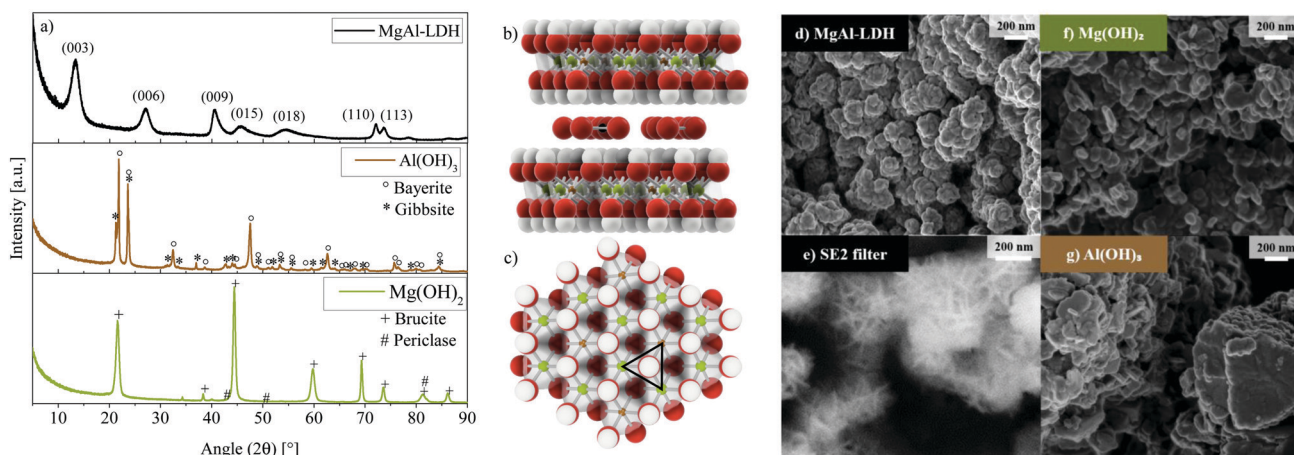 a)
MgAl-LDH
(003)
(006)
(009)
(015)
(018)
(110)
(113)
Al(OH)₃
° Bayerite
* Gibbsite
Mg(OH)₂
+ Brucite
# Periclase
Intensity [a.u.]
10 20 30 40 50 60 70 80 90
Angle (2θ) [°]
b)
c)
d) MgAl-LDH
200 nm
f) Mg(OH)₂
200 nm
e) SE2 filter
200 nm
g) Al(OH)₃
200 nm